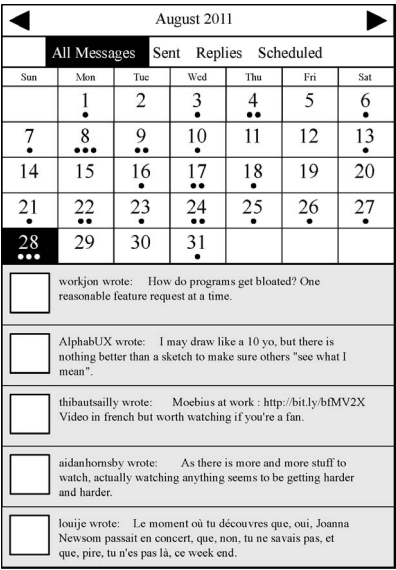 August 2011
All Messages Sent Replies Scheduled
Sun Mon Tue Wed Thu Fri Sat
1 2 3 4 5 6
7 8 9 10 11 12 13
14 15 16 17 18 19 20
21 22 23 24 25 26 27
28 29 30 31
workjon wrote: How do programs get bloated? One
reasonable feature request at a time.
AlphabUX wrote: I may draw like a 10 yo, but there is
nothing better than a sketch to make sure others "see what I
mean".
thibautsailly wrote: Moebius at work : http://bit.ly/bfMV2X
Video in french but worth watching if you're a fan.
aidanhornsby wrote: As there is more and more stuff to
watch, actually watching anything seems to be getting harder
and harder.
louije wrote: Le moment où tu découvres que, oui, Joanna
Newsom passait en concert, que, non, tu ne savais pas, et
que, pire, tu n'es pas là, ce week end.